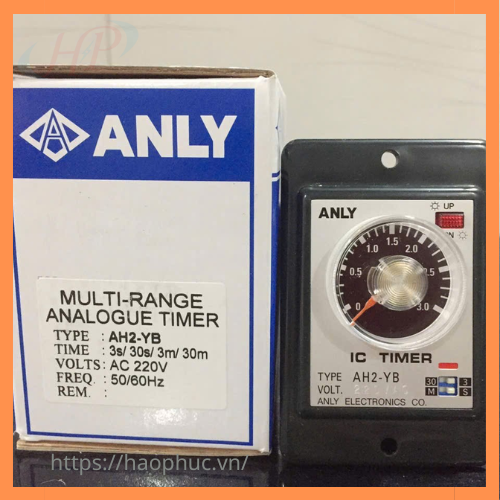 HP
ANLY
MULTI-RANGE
ANALOGUE TIMER
TYPE : AH2-YB
TIME : 3s/ 30s/ 3m/ 30m
VOLTS: AC 220V
FREQ. : 50/60Hz
REM. :
ANLY
UP
0 0.5 1.0 1.5 2.0 2.5 3.0
IC TIMER
TYPE AH2-YB
VOLT.
30 3
M S
ANLY ELECTRONICS CO.
https://haophuc.vn/